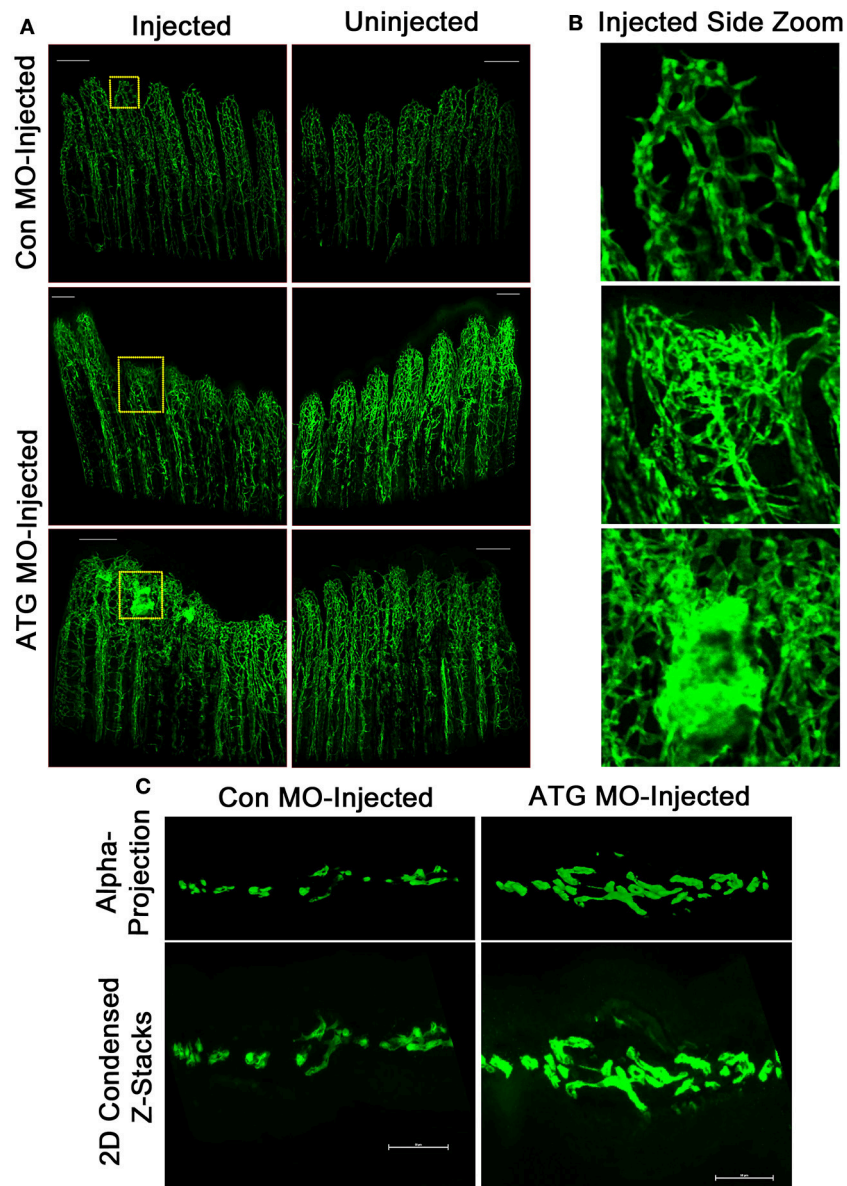 A
Injected
Uninjected
B
Injected Side Zoom
Con MO-Injected
ATG MO-Injected
C
Con MO-Injected
ATG MO-Injected
Alpha-
Projection
2D Condensed
Z-Stacks